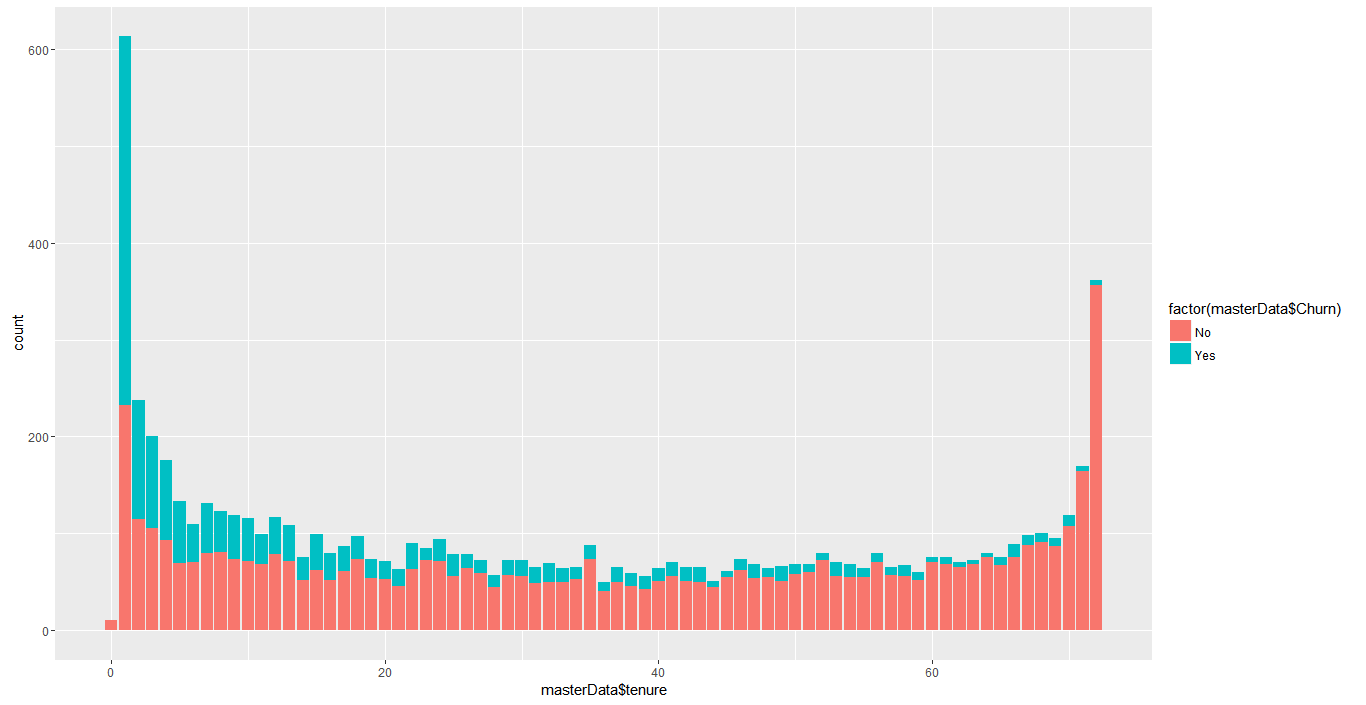 600
400
200
0
count
0 20 40 60
masterData$tenure
factor(masterData$Churn)
No
Yes